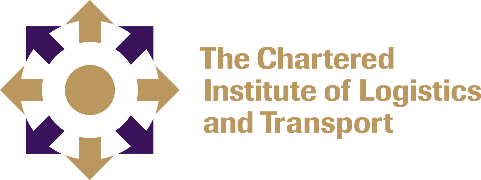 The Chartered
Institute of Logistics
and Transport